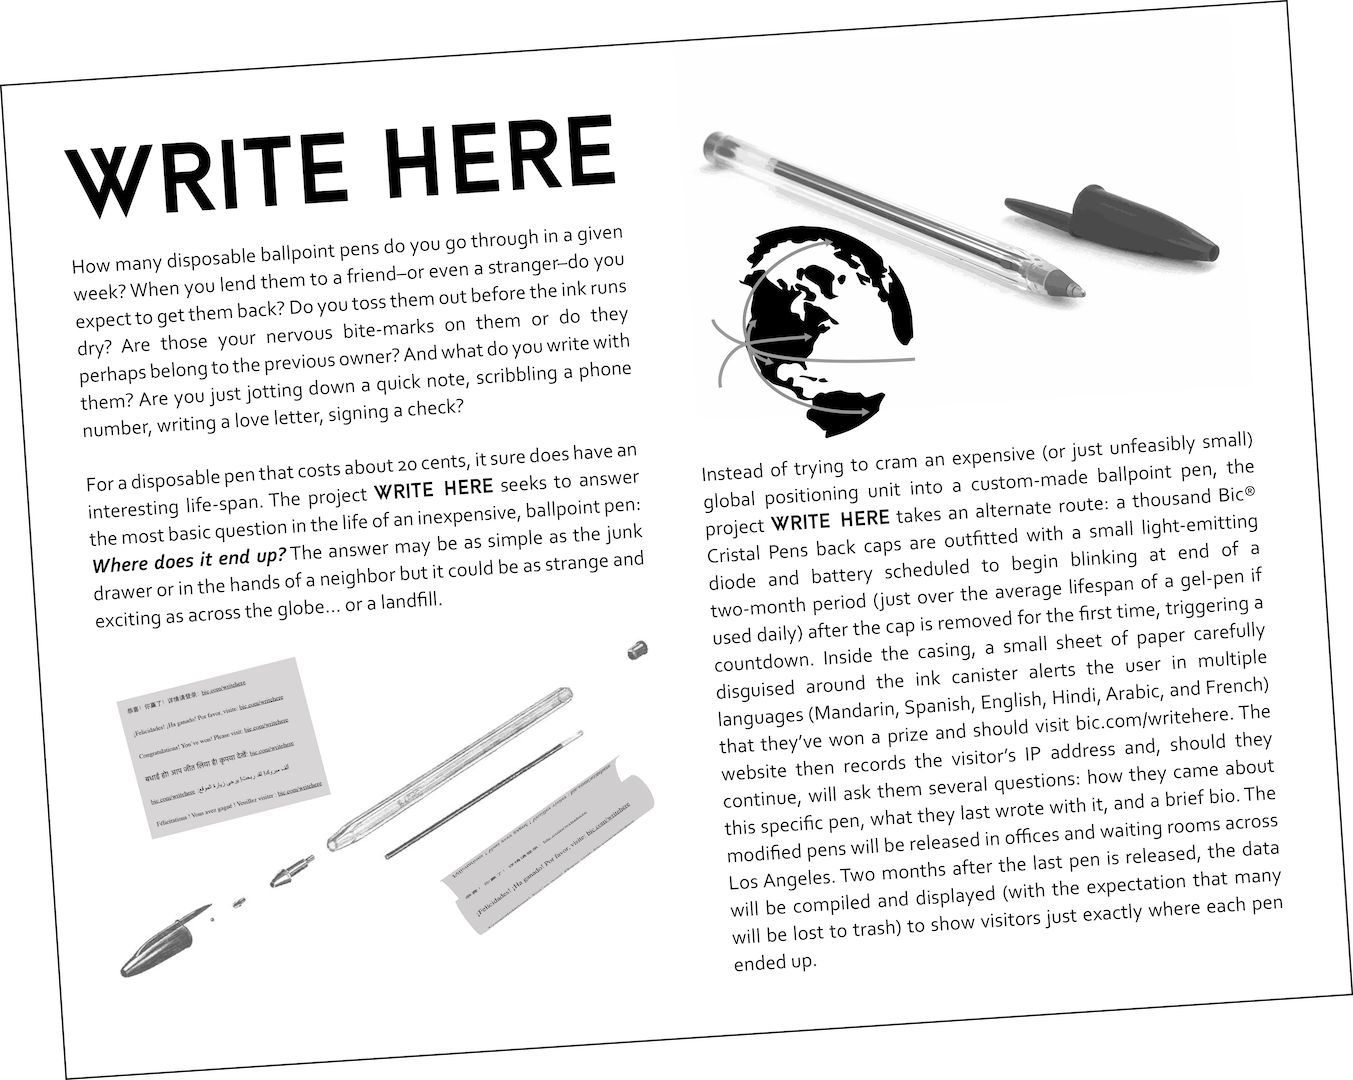 WRITE HERE
How many disposable ballpoint pens do you go through in a given
week? When you lend them to a friend–or even a stranger–do you
expect to get them back? Do you toss them out before the ink runs
dry? Are those your nervous bite-marks on them or do they
perhaps belong to the previous owner? And what do you write with
them? Are you just jotting down a quick note, scribbling a phone
number, writing a love letter, signing a check?
For a disposable pen that costs about 20 cents, it sure does have an
interesting life-span. The project WRITE HERE seeks to answer
the most basic question in the life of an inexpensive, ballpoint pen:
Where does it end up? The answer may be as simple as the junk
drawer or in the hands of a neighbor but it could be as strange and
exciting as across the globe... or a landfill.
恭喜! 你赢了! 详情请登录: bic.com/writehere
¡Felicidades! ¡Ha ganado! Por favor, visite: bic.com/writehere
Congratulations! You've won! Please visit: bic.com/writehere
बधाई हो! आप जीत लिया है! कृपया देखें: bic.com/writehere
ألف مبروك! لقد ربحت! يرجى زيارة الموقع: bic.com/writehere
Félicitations ! Vous avez gagné ! Veuillez visiter : bic.com/writehere
¡Felicidades! ¡Ha ganado! Por favor, visite: bic.com/writehere
Instead of trying to cram an expensive (or just unfeasibly small)
global positioning unit into a custom-made ballpoint pen, the
project WRITE HERE takes an alternate route: a thousand Bic®
Cristal Pens back caps are outfitted with a small light-emitting
diode and battery scheduled to begin blinking at end of a
two-month period (just over the average lifespan of a gel-pen if
used daily) after the cap is removed for the first time, triggering a
countdown. Inside the casing, a small sheet of paper carefully
disguised around the ink canister alerts the user in multiple
languages (Mandarin, Spanish, English, Hindi, Arabic, and French)
that they've won a prize and should visit bic.com/writehere. The
website then records the visitor's IP address and, should they
continue, will ask them several questions: how they came about
this specific pen, what they last wrote with it, and a brief bio. The
modified pens will be released in offices and waiting rooms across
Los Angeles. Two months after the last pen is released, the data
will be compiled and displayed (with the expectation that many
will be lost to trash) to show visitors just exactly where each pen
ended up.